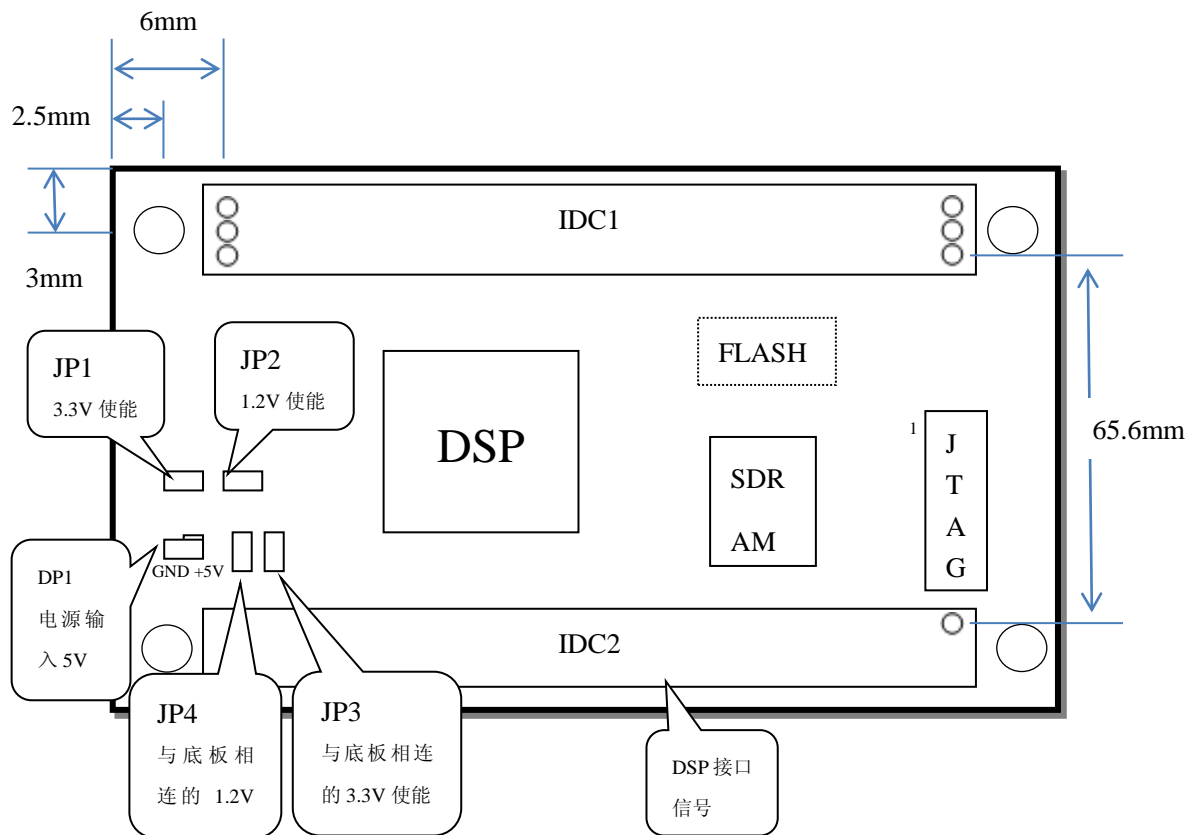 6mm
2.5mm
3mm
IDC1
JP1
3.3V 使能
JP2
1.2V 使能
FLASH
DSP
SDR
AM
1
J
T
A
G
65.6mm
DP1
电源输
入 5V
GND +5V
IDC2
JP4
与底板相
连的 1.2V
JP3
与底板相连
的 3.3V 使能
DSP 接口
信号